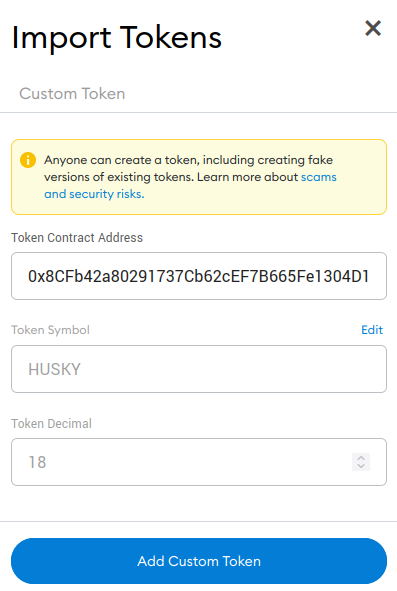 Import Tokens
Custom Token
Anyone can create a token, including creating fake
versions of existing tokens. Learn more about scams
and security risks.
Token Contract Address
0x8CFb42a80291737Cb62cEF7B665Fe1304D1
Token Symbol
Edit
HUSKY
Token Decimal
18
Add Custom Token